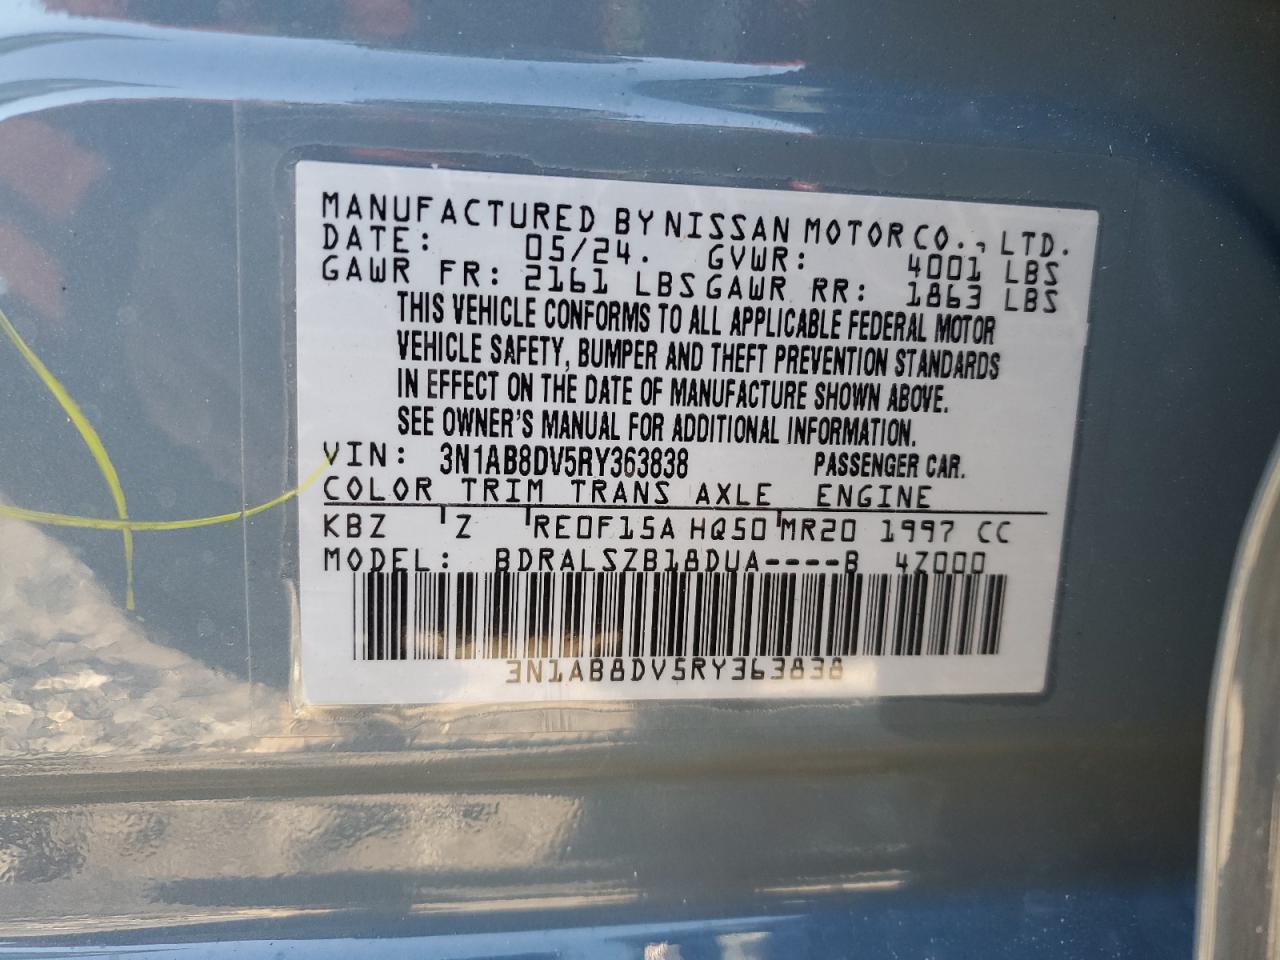 MANUFACTURED BY NISSAN MOTOR CO., LTD.
DATE: 05/24. GVWR: 4001 LBS
GAWR FR: 2161 LBS GAWR RR: 1863 LBS
THIS VEHICLE CONFORMS TO ALL APPLICABLE FEDERAL MOTOR
VEHICLE SAFETY, BUMPER AND THEFT PREVENTION STANDARDS
IN EFFECT ON THE DATE OF MANUFACTURE SHOWN ABOVE.
SEE OWNER'S MANUAL FOR ADDITIONAL INFORMATION.
VIN: 3N1AB8DV5RY363838 PASSENGER CAR.
COLOR TRIM TRANS AXLE ENGINE
KBZ Z RE0F15A HQ50 MR20 1997 CC
MODEL: BDRALSZB18DUA----B 4Z000
3N1AB8DV5RY363838